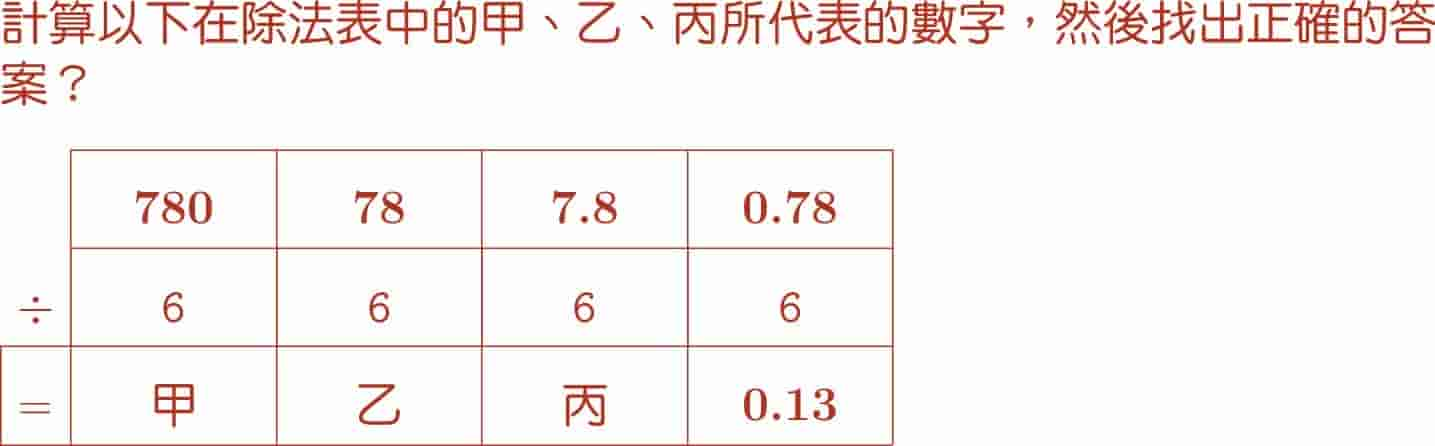 計算以下在除法表中的甲、乙、丙所代表的數字，然後找出正確的答
案？
780 78 7.8 0.78
÷ 6 6 6 6
= 甲 乙 丙 0.13